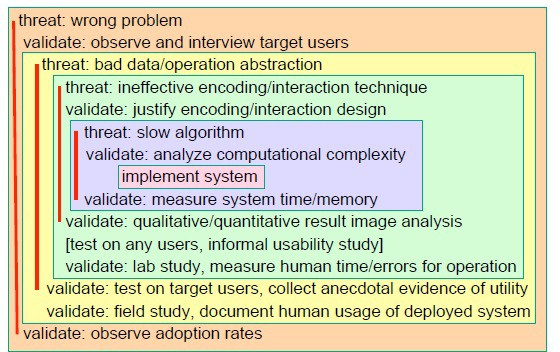 threat: wrong problem
validate: observe and interview target users
threat: bad data/operation abstraction
threat: ineffective encoding/interaction technique
validate: justify encoding/interaction design
threat: slow algorithm
validate: analyze computational complexity
implement system
validate: measure system time/memory
validate: qualitative/quantitative result image analysis
[test on any users, informal usability study]
validate: lab study, measure human time/errors for operation
validate: test on target users, collect anecdotal evidence of utility
validate: field study, document human usage of deployed system
validate: observe adoption rates